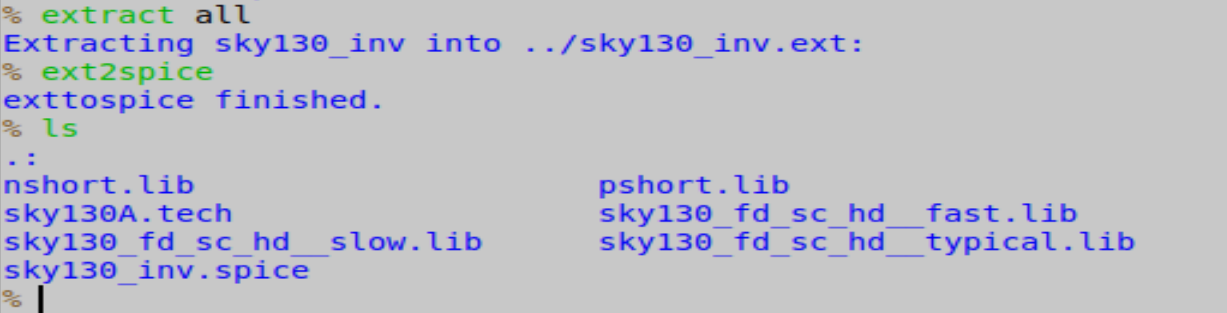 % extract all
Extracting sky130_inv into ../sky130_inv.ext:
% ext2spice
exttospice finished.
% ls
.:
nshort.lib pshort.lib
sky130A.tech sky130_fd_sc_hd__fast.lib
sky130_fd_sc_hd__slow.lib sky130_fd_sc_hd__typical.lib
sky130_inv.spice
%